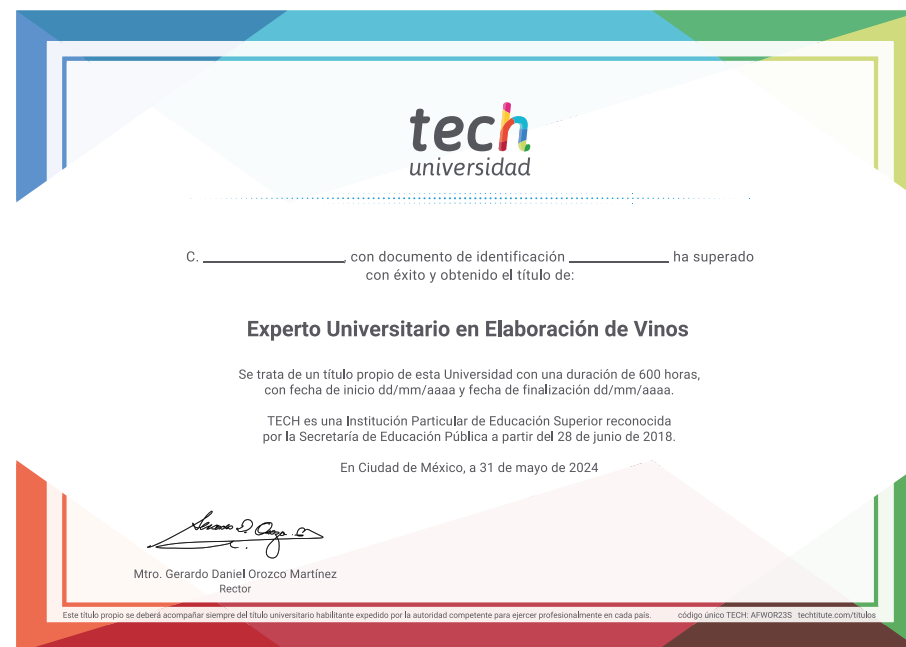 tech
universidad
C. ____________, con documento de identificación __________ ha superado
con éxito y obtenido el título de:
Experto Universitario en Elaboración de Vinos
Se trata de un título propio de esta Universidad con una duración de 600 horas,
con fecha de inicio dd/mm/aaaa y fecha de finalización dd/mm/aaaa.
TECH es una Institución Particular de Educación Superior reconocida
por la Secretaría de Educación Pública a partir del 28 de junio de 2018.
En Ciudad de México, a 31 de mayo de 2024
Mtro. Gerardo Daniel Orozco Martínez
Rector
Este título propio se deberá acompañar siempre del título universitario habilitante expedido por la autoridad competente para ejercer profesionalmente en cada país. código único TECH: AFWOR23S techtitute.com/titulos